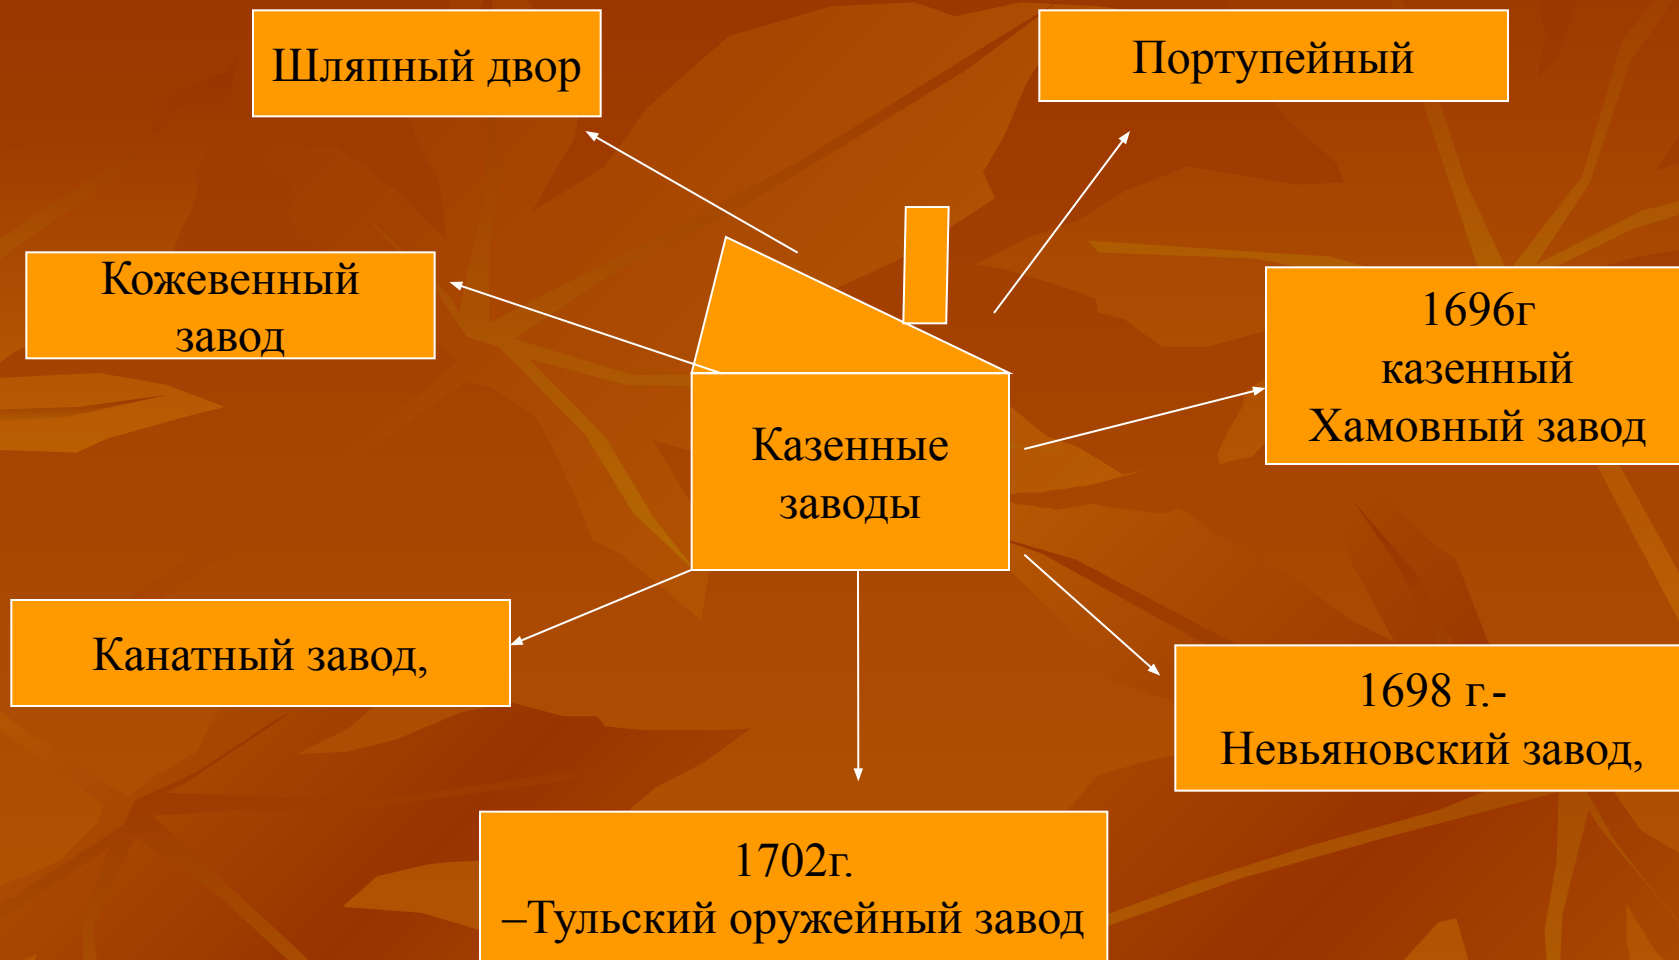 Шляпный двор
Портупейный
Кожевенный
завод
1696г
казенный
Хамовный завод
Казенные
заводы
Канатный завод,
1698 г.-
Невьяновский завод,
1702г.
–Тульский оружейный завод